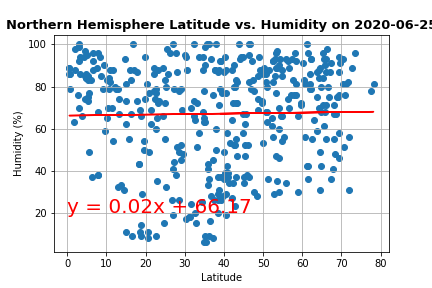 Northern Hemisphere Latitude vs. Humidity on 2020-06-25
100
80
60
40
20
Humidity (%)
y = 0.02x + 66.17
0 10 20 30 40 50 60 70 80
Latitude